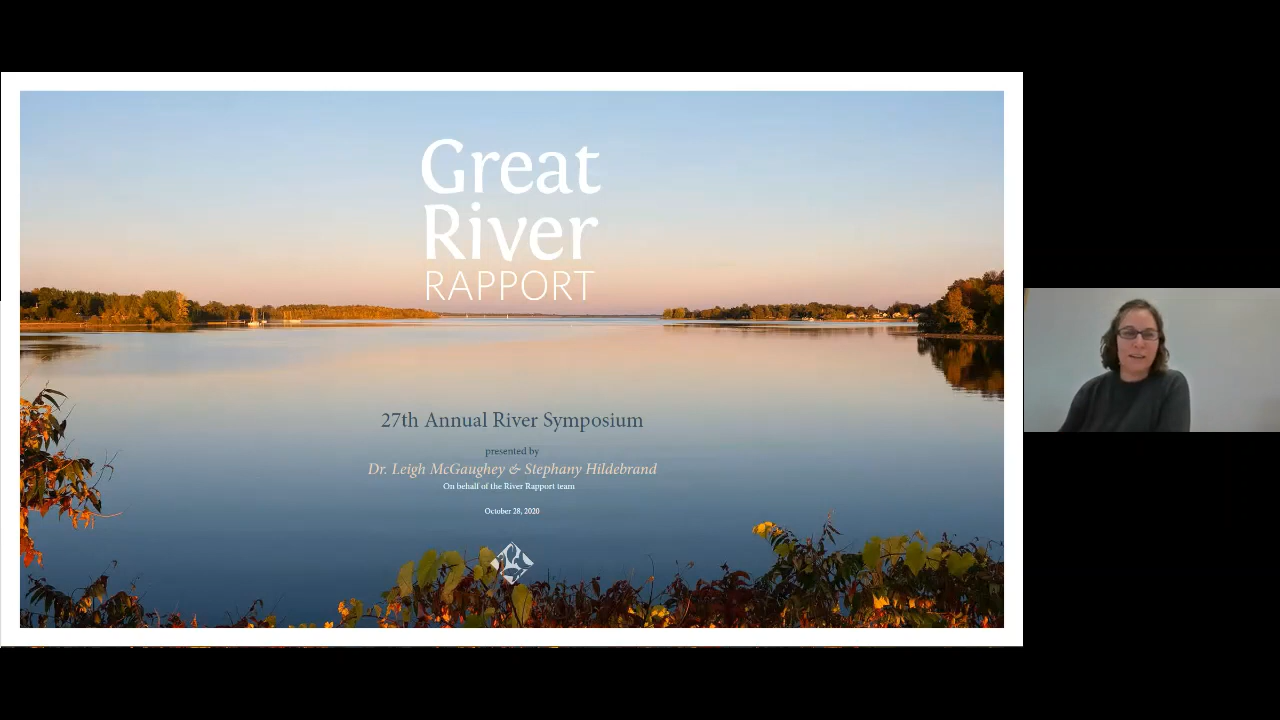 Great
River
RAPPORT
27th Annual River Symposium
presented by
Dr. Leigh McGaughey & Stephany Hildebrand
On behalf of the River Rapport team
October 28, 2020